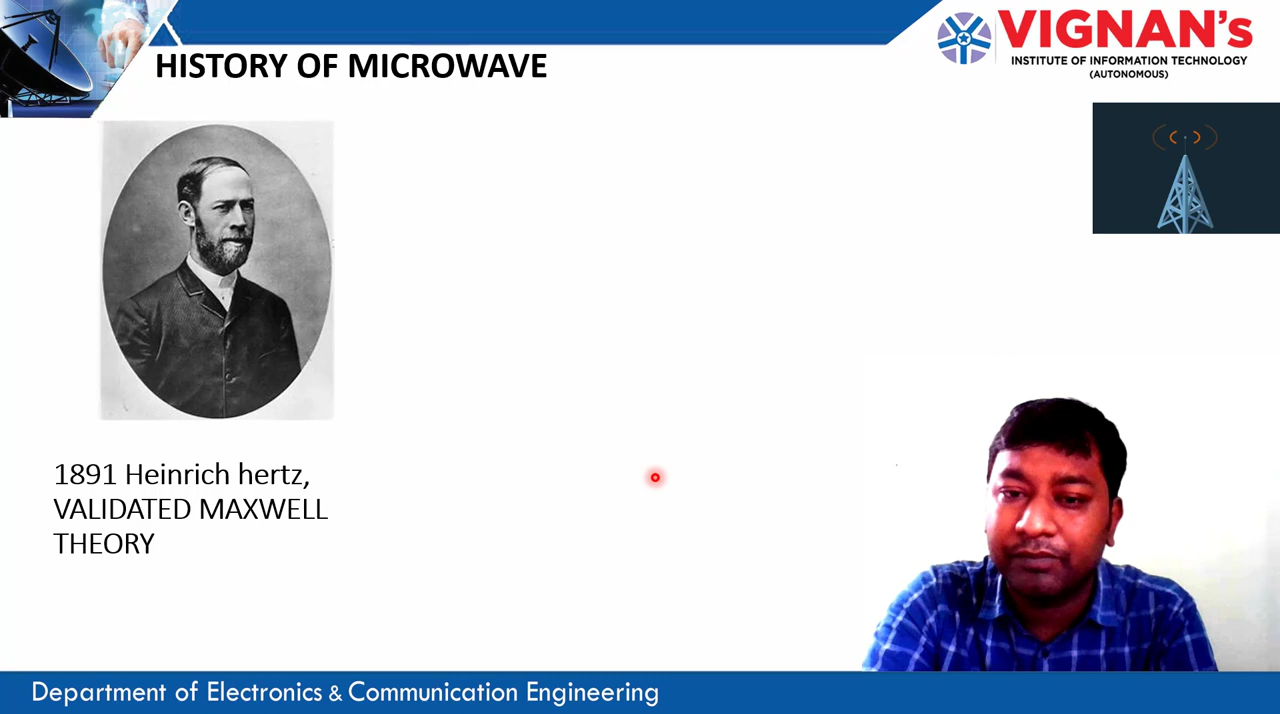 HISTORY OF MICROWAVE
VIGNAN's
INSTITUTE OF INFORMATION TECHNOLOGY
(AUTONOMOUS)
1891 Heinrich hertz,
VALIDATED MAXWELL
THEORY
Department of Electronics & Communication Engineering